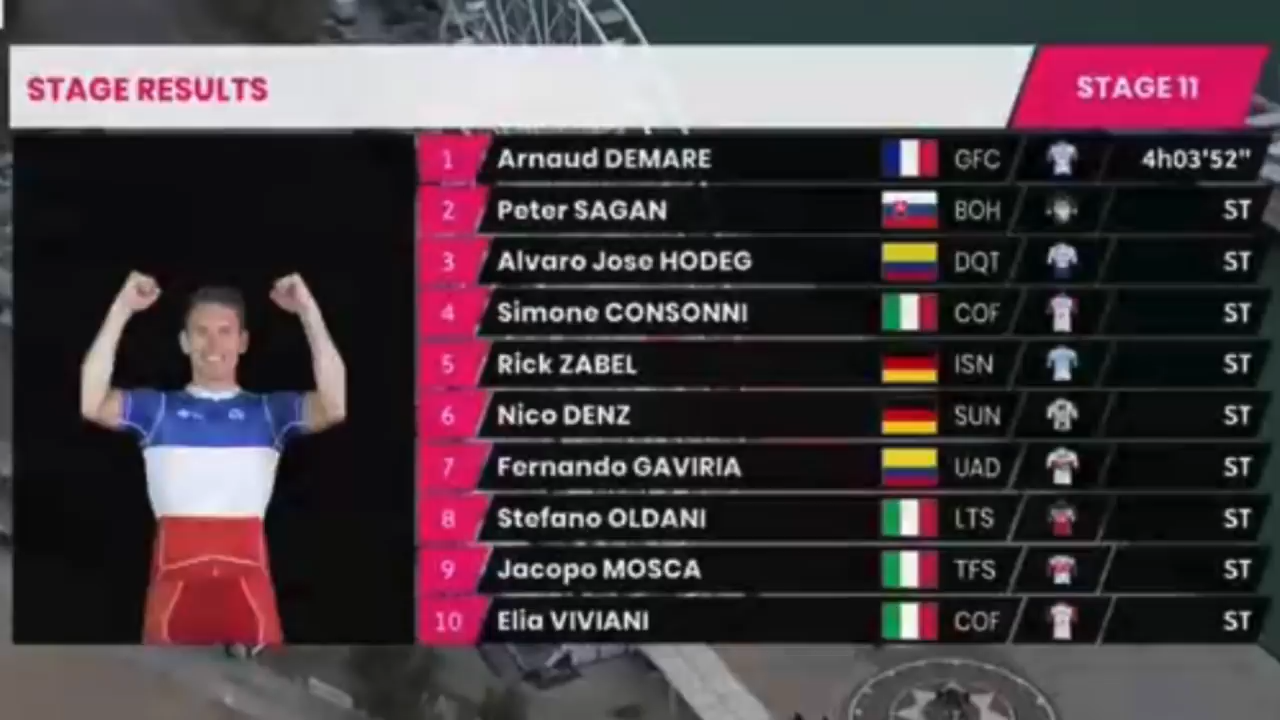 STAGE RESULTS STAGE 11
1 Arnaud DEMARE GFC 4h03'52"
2 Peter SAGAN BOH ST
3 Alvaro Jose HODEG DQT ST
4 Simone CONSONNI COF ST
5 Rick ZABEL ISN ST
6 Nico DENZ SUN ST
7 Fernando GAVIRIA UAD ST
8 Stefano OLDANI LTS ST
9 Jacopo MOSCA TFS ST
10 Elia VIVIANI COF ST